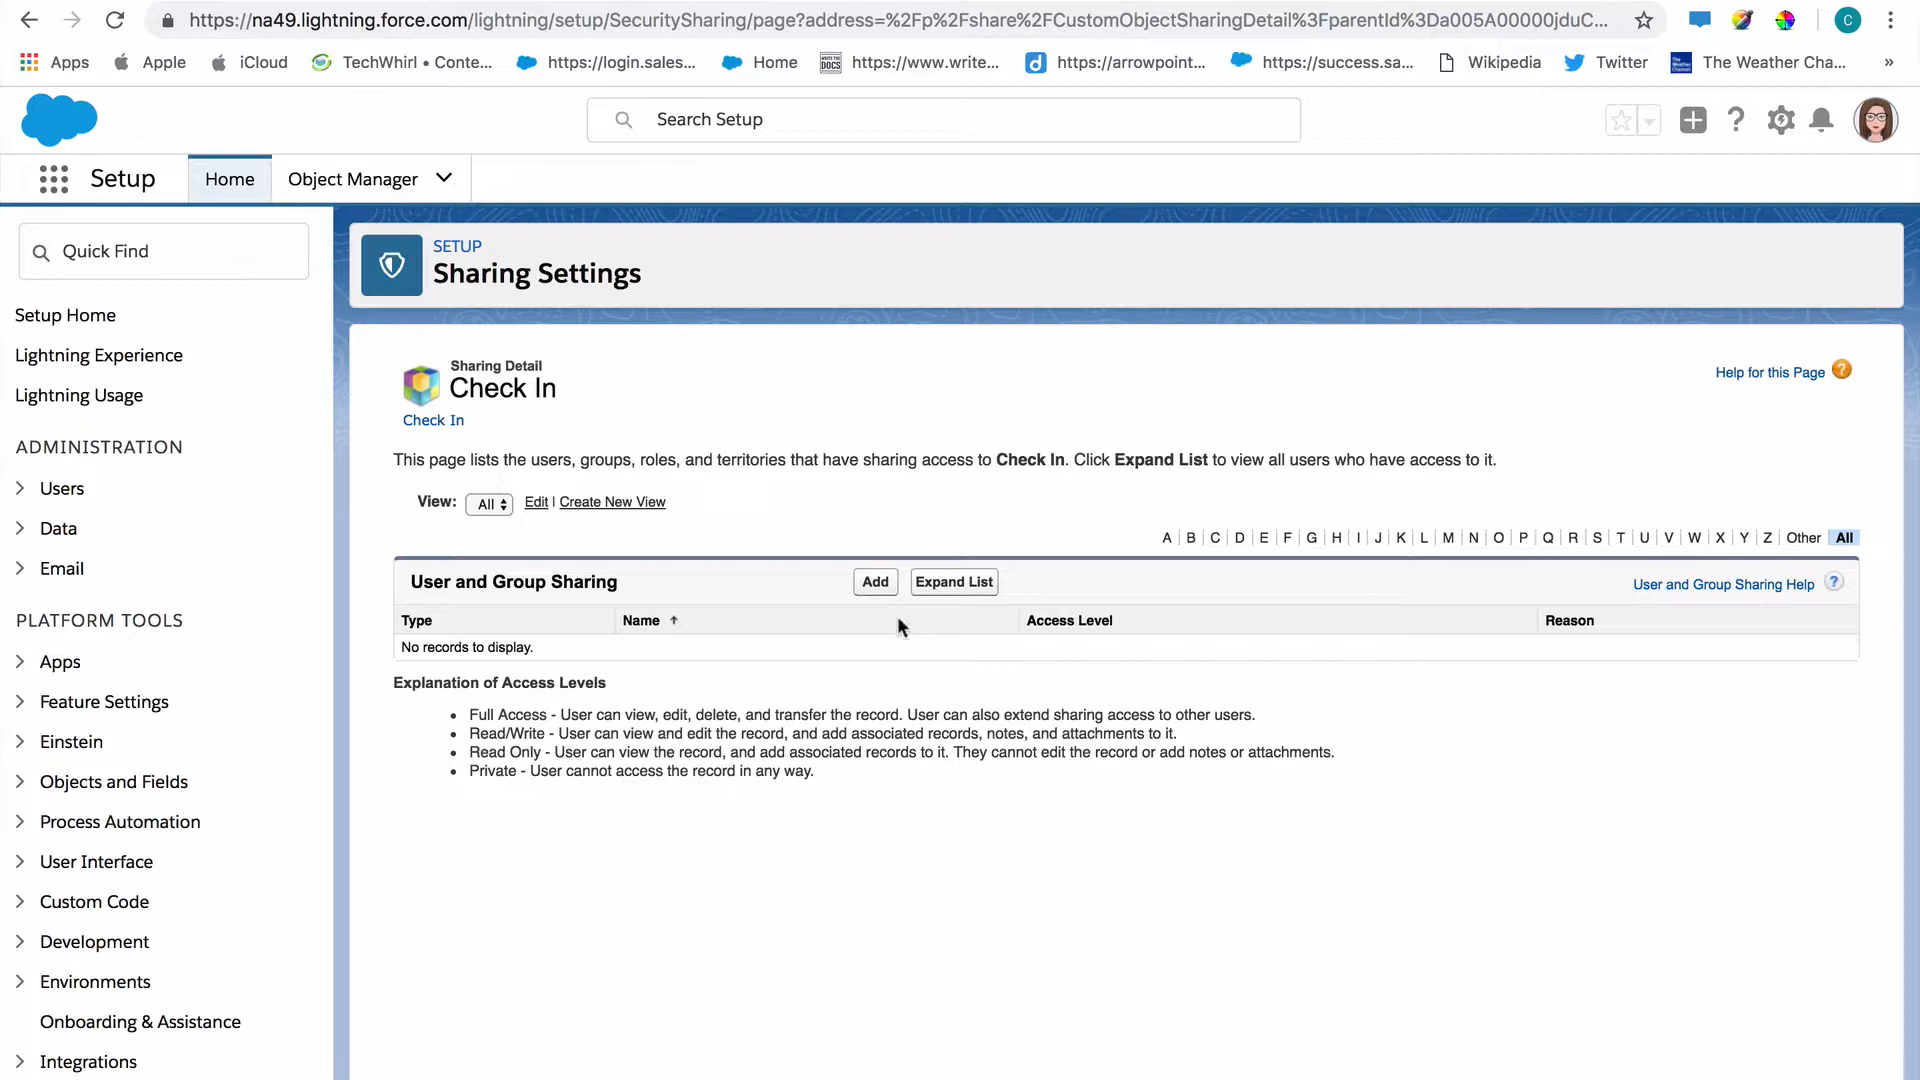 https://na49.lightning.force.com/lightning/setup/SecuritySharing/page?address=%2Fp%2Fshare%2FCustomObjectSharingDetail%3FparentId%3Da005A00000jduC...
C
Apps
Apple
iCloud
TechWhirl • Conte...
https://login.sales...
Home
https://www.write...
https://arrowpoint...
https://success.sa...
Wikipedia
Twitter
The Weather Cha...
»
Search Setup
Setup
Home
Object Manager
Quick Find
Setup Home
Lightning Experience
Lightning Usage
ADMINISTRATION
Users
Data
Email
PLATFORM TOOLS
Apps
Feature Settings
Einstein
Objects and Fields
Process Automation
User Interface
Custom Code
Development
Environments
Onboarding & Assistance
Integrations
SETUP
Sharing Settings
Sharing Detail
Check In
Help for this Page
Check In
This page lists the users, groups, roles, and territories that have sharing access to Check In. Click Expand List to view all users who have access to it.
View: All Edit | Create New View
A | B | C | D | E | F | G | H | I | J | K | L | M | N | O | P | Q | R | S | T | U | V | W | X | Y | Z | Other | All
User and Group Sharing Add Expand List User and Group Sharing Help ?
Type Name Access Level Reason
No records to display.
Explanation of Access Levels
• Full Access - User can view, edit, delete, and transfer the record. User can also extend sharing access to other users.
• Read/Write - User can view and edit the record, and add associated records, notes, and attachments to it.
• Read Only - User can view the record, and add associated records to it. They cannot edit the record or add notes or attachments.
• Private - User cannot access the record in any way.